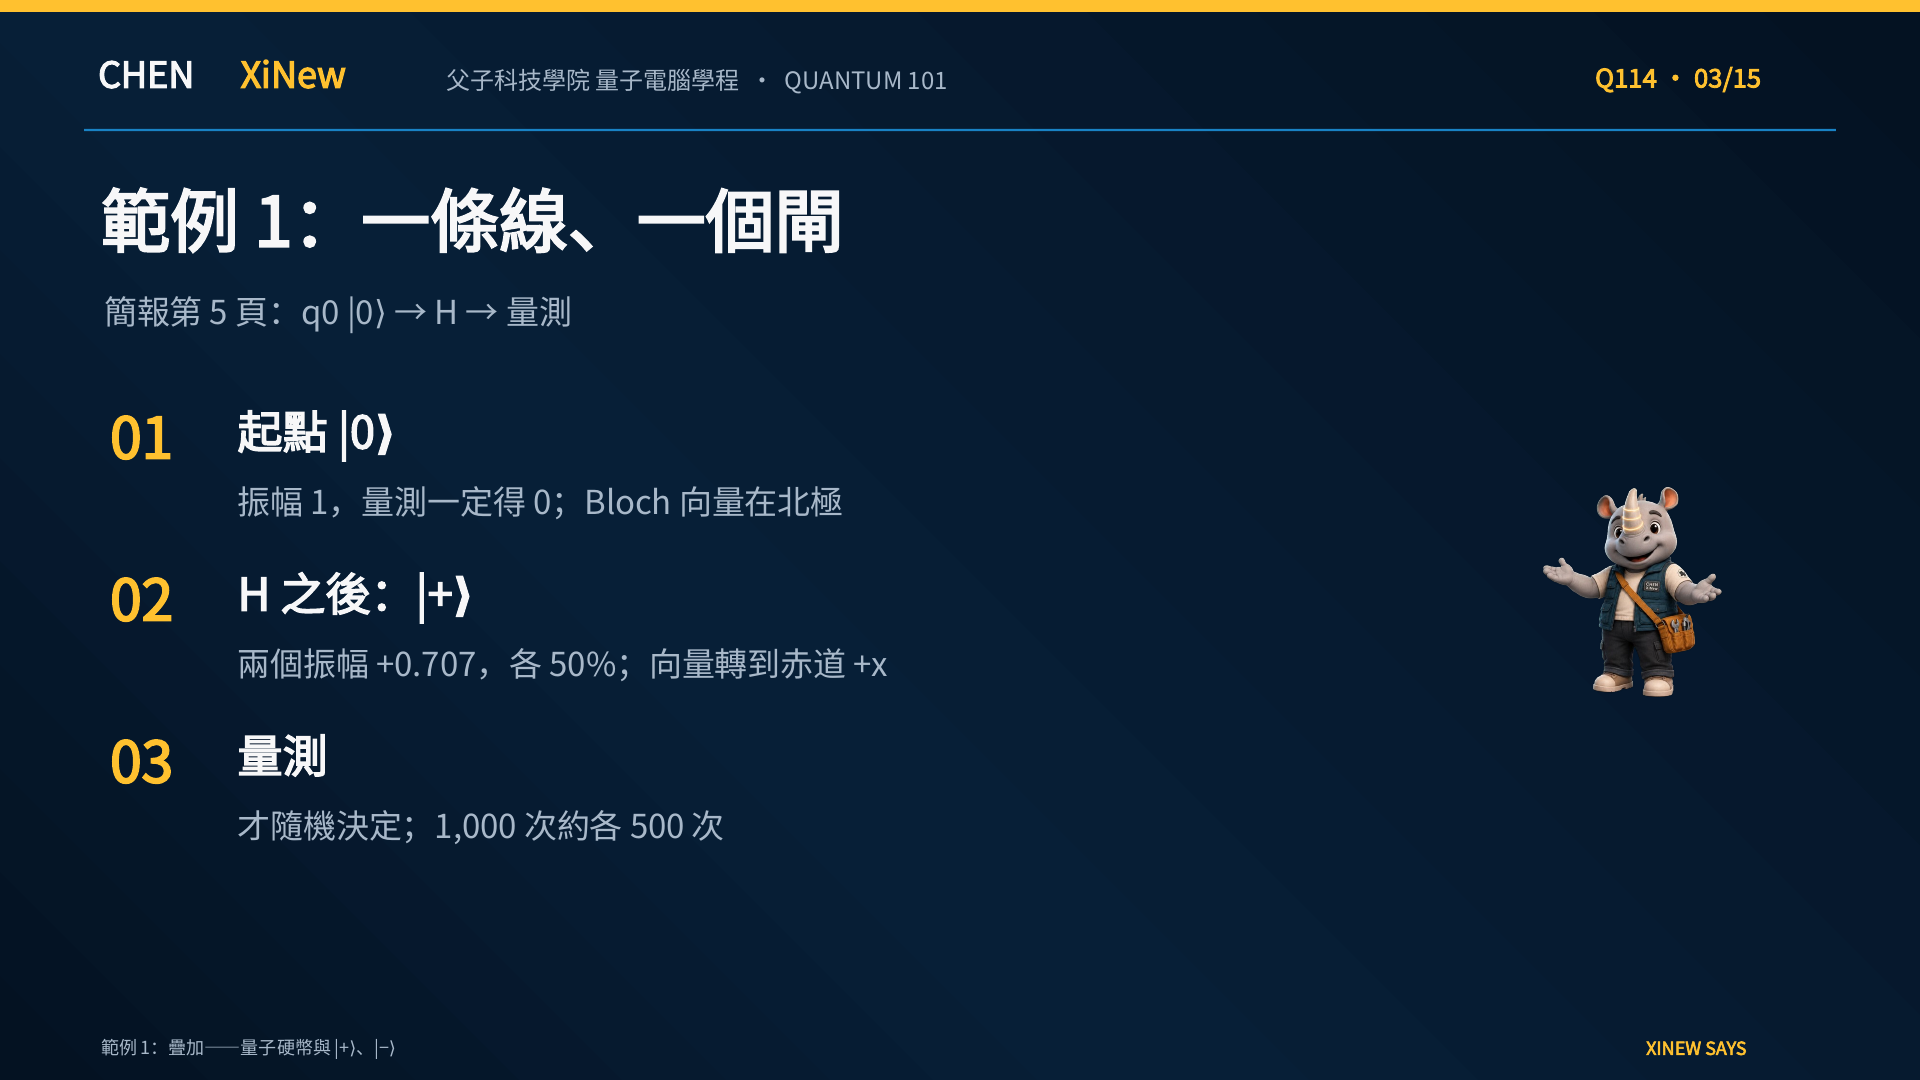 CHEN XiNew 父子科技學院 量子電腦學程 · QUANTUM 101 Q114 · 03/15
範例 1：一條線、一個閘
簡報第 5 頁：q0 |0⟩ → H → 量測
01 起點 |0⟩
振幅 1，量測一定得 0；Bloch 向量在北極
02 H 之後：|+⟩
兩個振幅 +0.707，各 50%；向量轉到赤道 +x
03 量測
才隨機決定；1,000 次約各 500 次
CHEN
XiNew
範例 1：疊加——量子硬幣與 |+⟩、|−⟩ XINEW SAYS